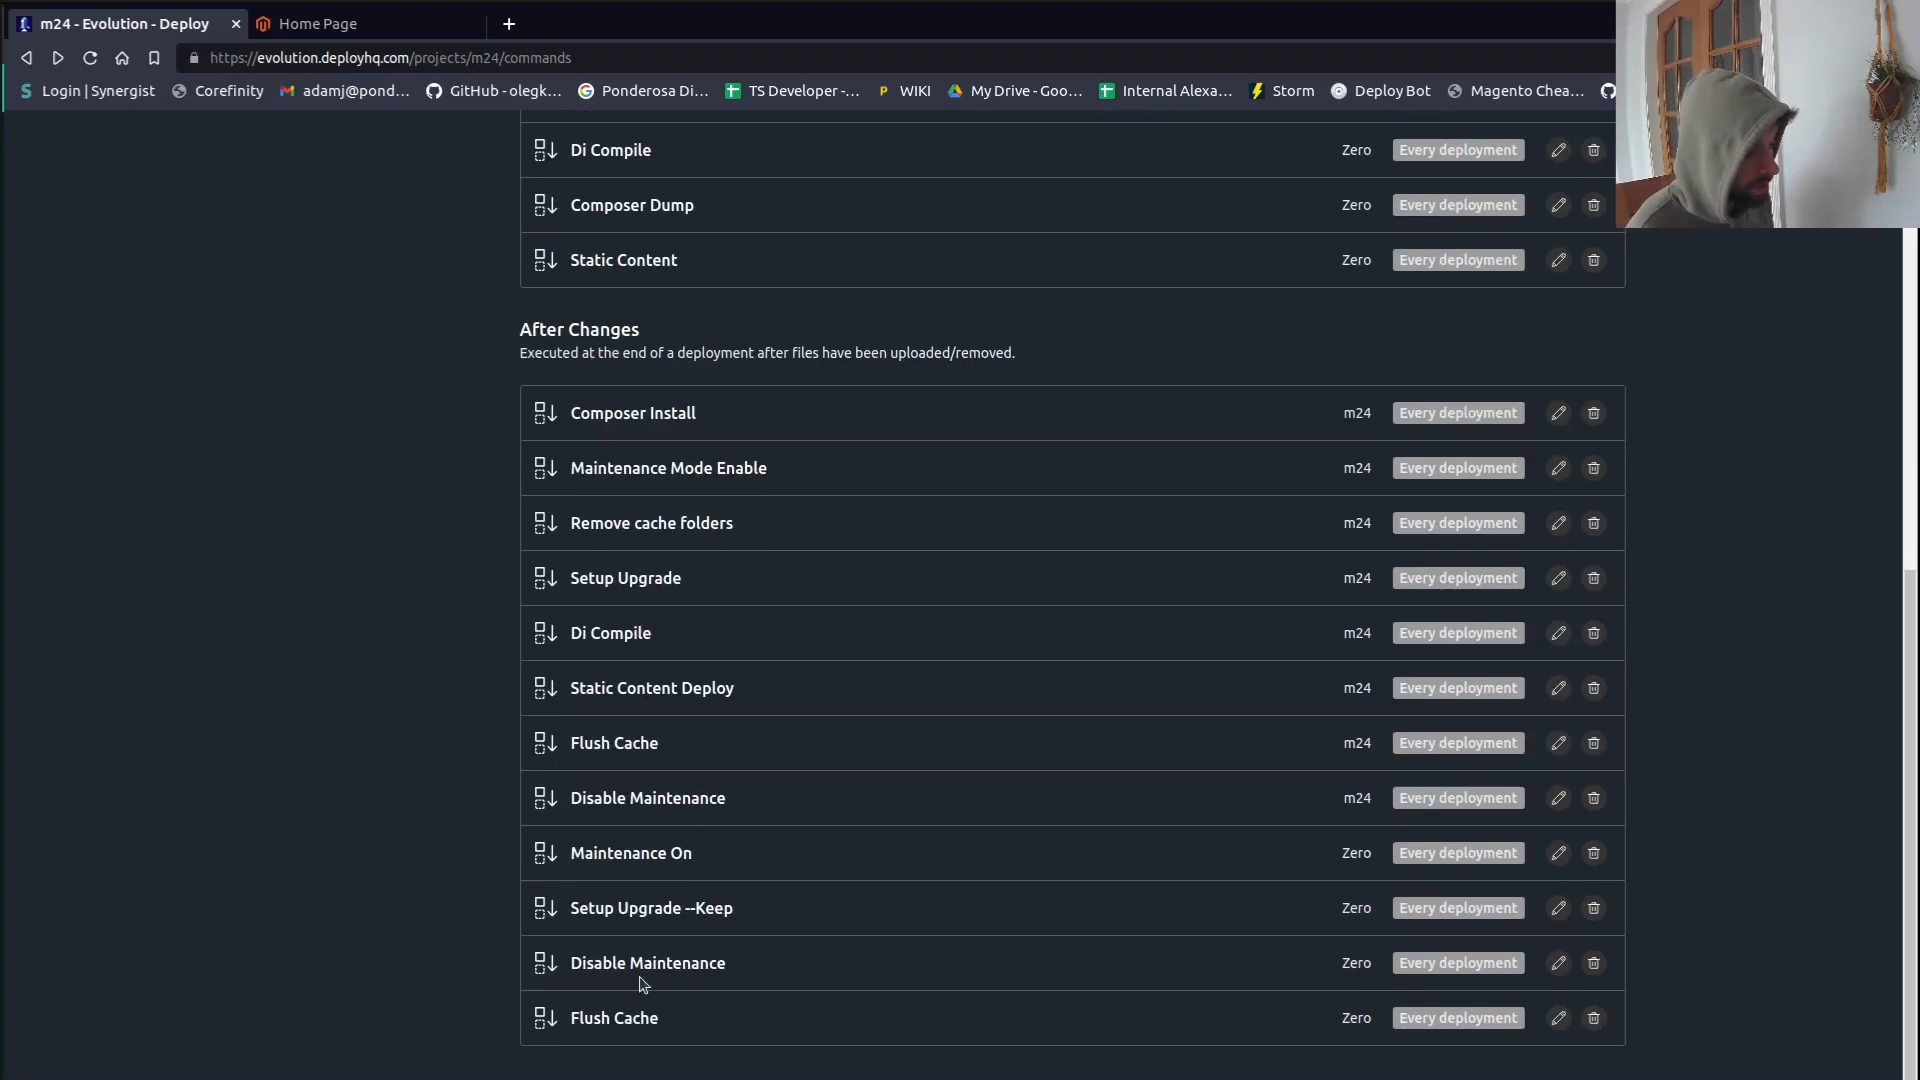 m24 - Evolution - Deploy
Home Page
https://evolution.deployhq.com/projects/m24/commands
Login | Synergist
Corefinity
adamj@pond...
GitHub - olegk...
Ponderosa Di...
TS Developer -...
WIKI
My Drive - Goo...
Internal Alexa...
Storm
Deploy Bot
Magento Chea...
Di Compile Zero Every deployment
Composer Dump Zero Every deployment
Static Content Zero Every deployment
After Changes
Executed at the end of a deployment after files have been uploaded/removed.
Composer Install m24 Every deployment
Maintenance Mode Enable m24 Every deployment
Remove cache folders m24 Every deployment
Setup Upgrade m24 Every deployment
Di Compile m24 Every deployment
Static Content Deploy m24 Every deployment
Flush Cache m24 Every deployment
Disable Maintenance m24 Every deployment
Maintenance On Zero Every deployment
Setup Upgrade --Keep Zero Every deployment
Disable Maintenance Zero Every deployment
Flush Cache Zero Every deployment